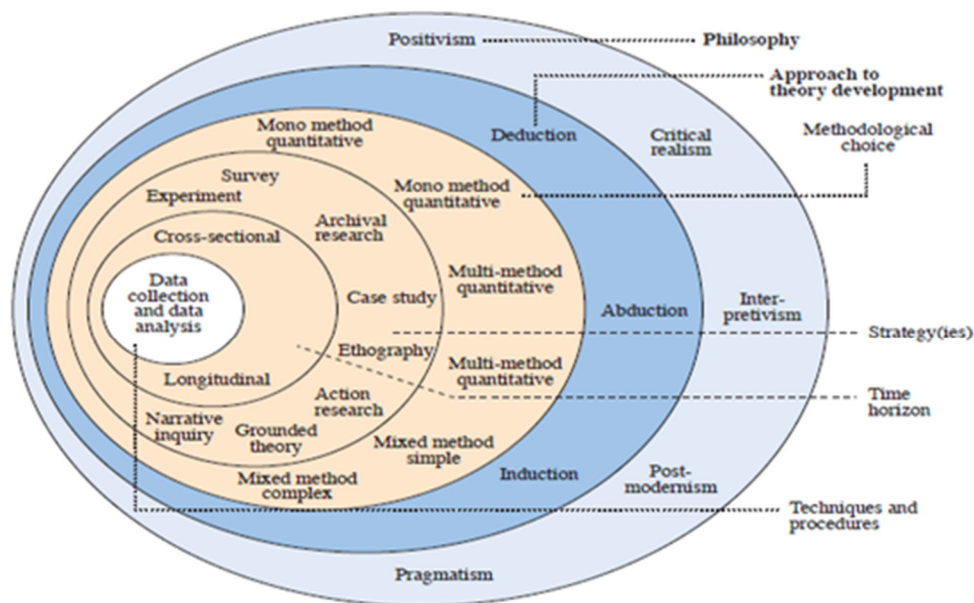 Positivism
Philosophy
Approach to
theory development
Mono method
quantitative
Deduction
Critical
realism
Methodological
choice
Survey
Experiment
Mono method
quantitative
Archival
research
Cross-sectional
Data
collection
and data
analysis
Case study
Multi-method
quantitative
Abduction
Inter-
pretivism
Strategy(ies)
Ethography
Multi-method
quantitative
Longitudinal
Action
research
Time
horizon
Narrative
inquiry
Grounded
theory
Mixed method
simple
Mixed method
complex
Induction
Post-
modernism
Techniques and
procedures
Pragmatism